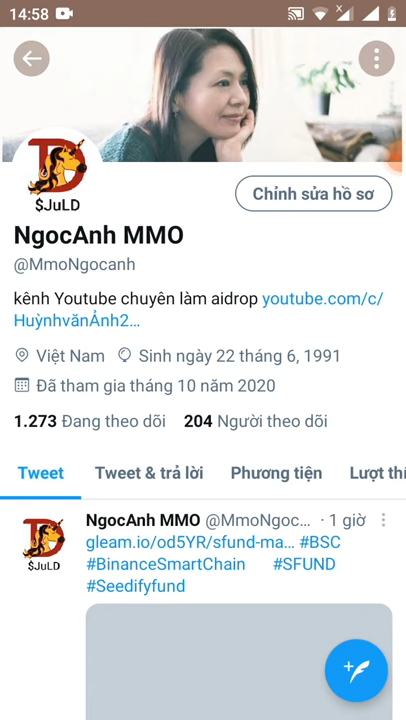 14:58
D
$JuLD
Chỉnh sửa hồ sơ
NgocAnh MMO
@MmoNgocanh
kênh Youtube chuyên làm aidrop youtube.com/c/
HuỳnhvănẢnh2…
Việt Nam Sinh ngày 22 tháng 6, 1991
Đã tham gia tháng 10 năm 2020
1.273 Đang theo dõi 204 Người theo dõi
Tweet Tweet & trả lời Phương tiện Lượt thí
D
$JuLD
NgocAnh MMO @MmoNgoc… · 1 giờ
gleam.io/od5YR/sfund-ma… #BSC
#BinanceSmartChain #SFUND
#Seedifyfund